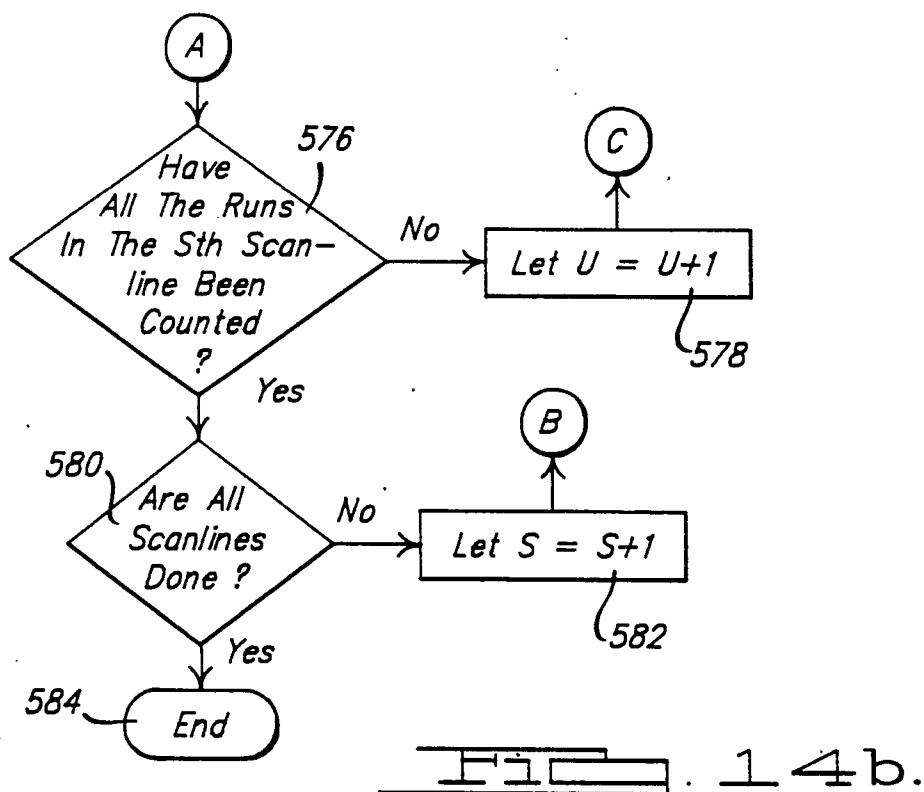 A
576
Have
All The Runs
In The Sth Scan-
line Been
Counted
?
No
C
Let U = U+1
578
Yes
580
Are All
Scanlines
Done ?
No
B
Let S = S+1
582
Yes
584
End
Fig. 14b.